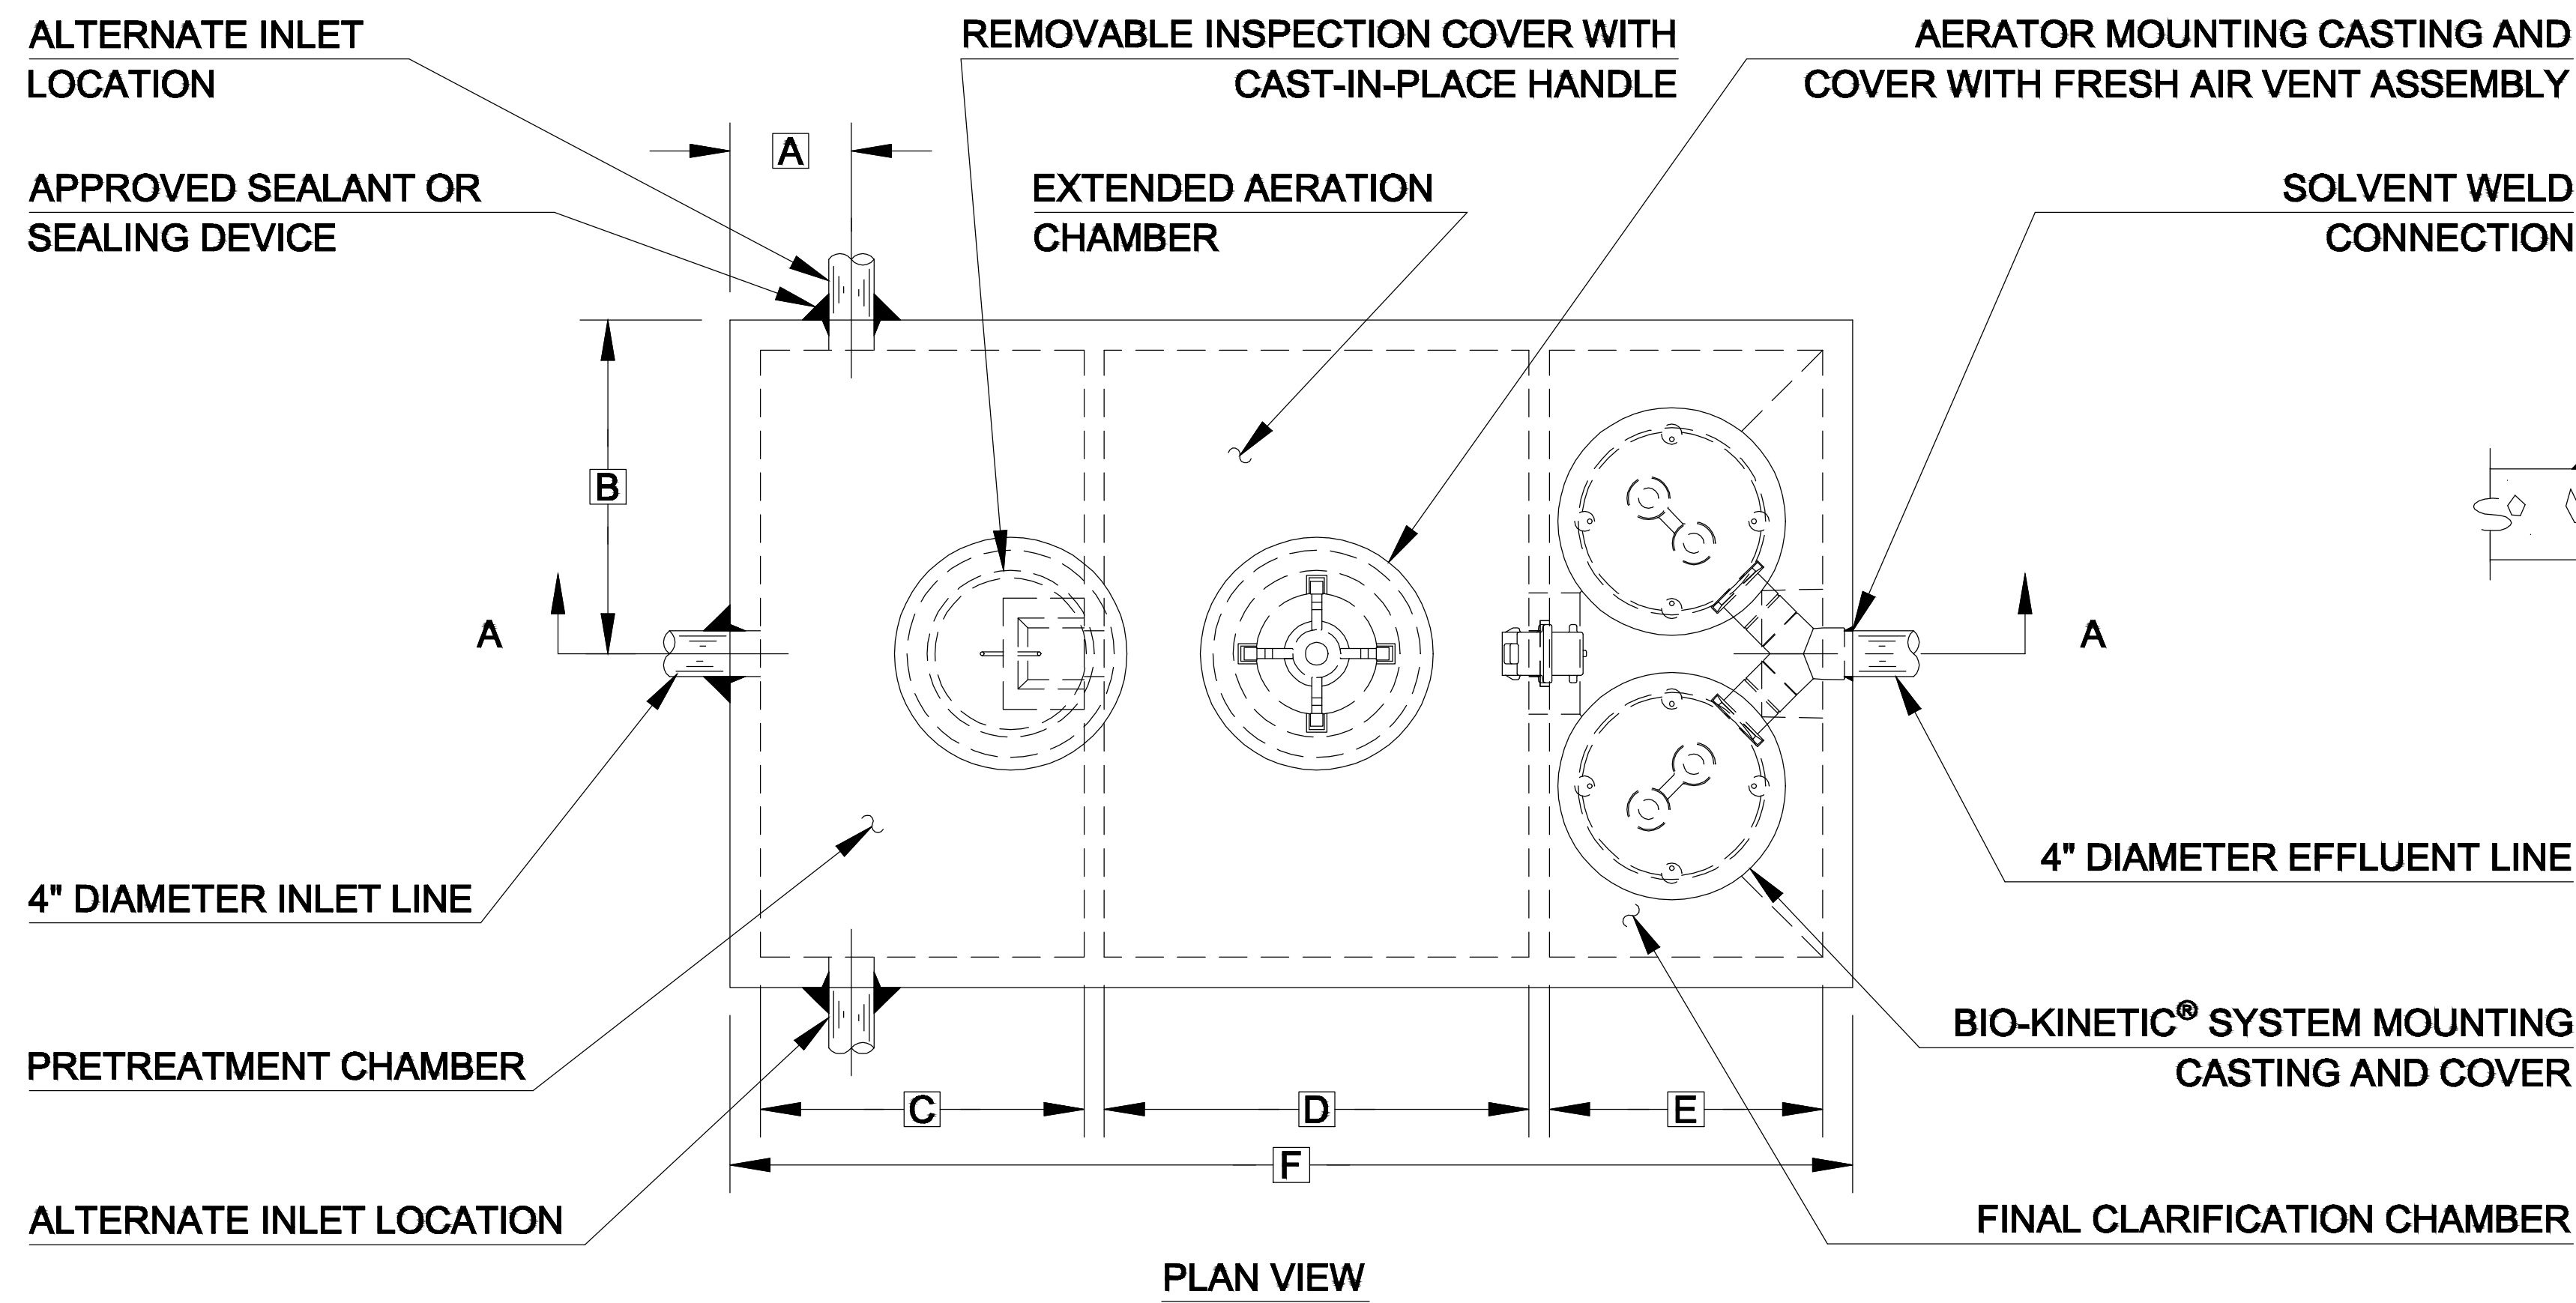 ALTERNATE INLET
LOCATION
REMOVABLE INSPECTION COVER WITH
CAST-IN-PLACE HANDLE
AERATOR MOUNTING CASTING AND
COVER WITH FRESH AIR VENT ASSEMBLY
A
APPROVED SEALANT OR
SEALING DEVICE
EXTENDED AERATION
CHAMBER
SOLVENT WELD
CONNECTION
B
A
A
4" DIAMETER INLET LINE
4" DIAMETER EFFLUENT LINE
PRETREATMENT CHAMBER
BIO-KINETIC® SYSTEM MOUNTING
CASTING AND COVER
C
D
E
F
ALTERNATE INLET LOCATION
FINAL CLARIFICATION CHAMBER
PLAN VIEW